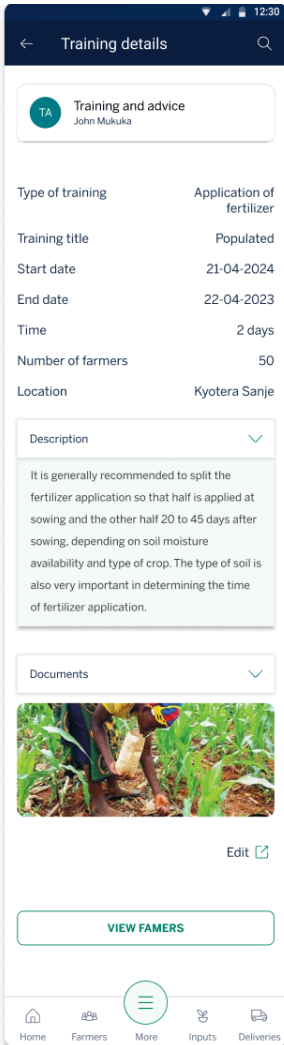 12:30
Training details
TA
Training and advice
John Mukuka
Type of training
Application of
fertilizer
Training title
Populated
Start date
21-04-2024
End date
22-04-2023
Time
2 days
Number of farmers
50
Location
Kyotera Sanje
Description
It is generally recommended to split the
fertilizer application so that half is applied at
sowing and the other half 20 to 45 days after
sowing, depending on soil moisture
availability and type of crop. The type of soil is
also very important in determining the time
of fertilizer application.
Documents
Edit
VIEW FAMERS
Home
Farmers
More
Inputs
Deliveries